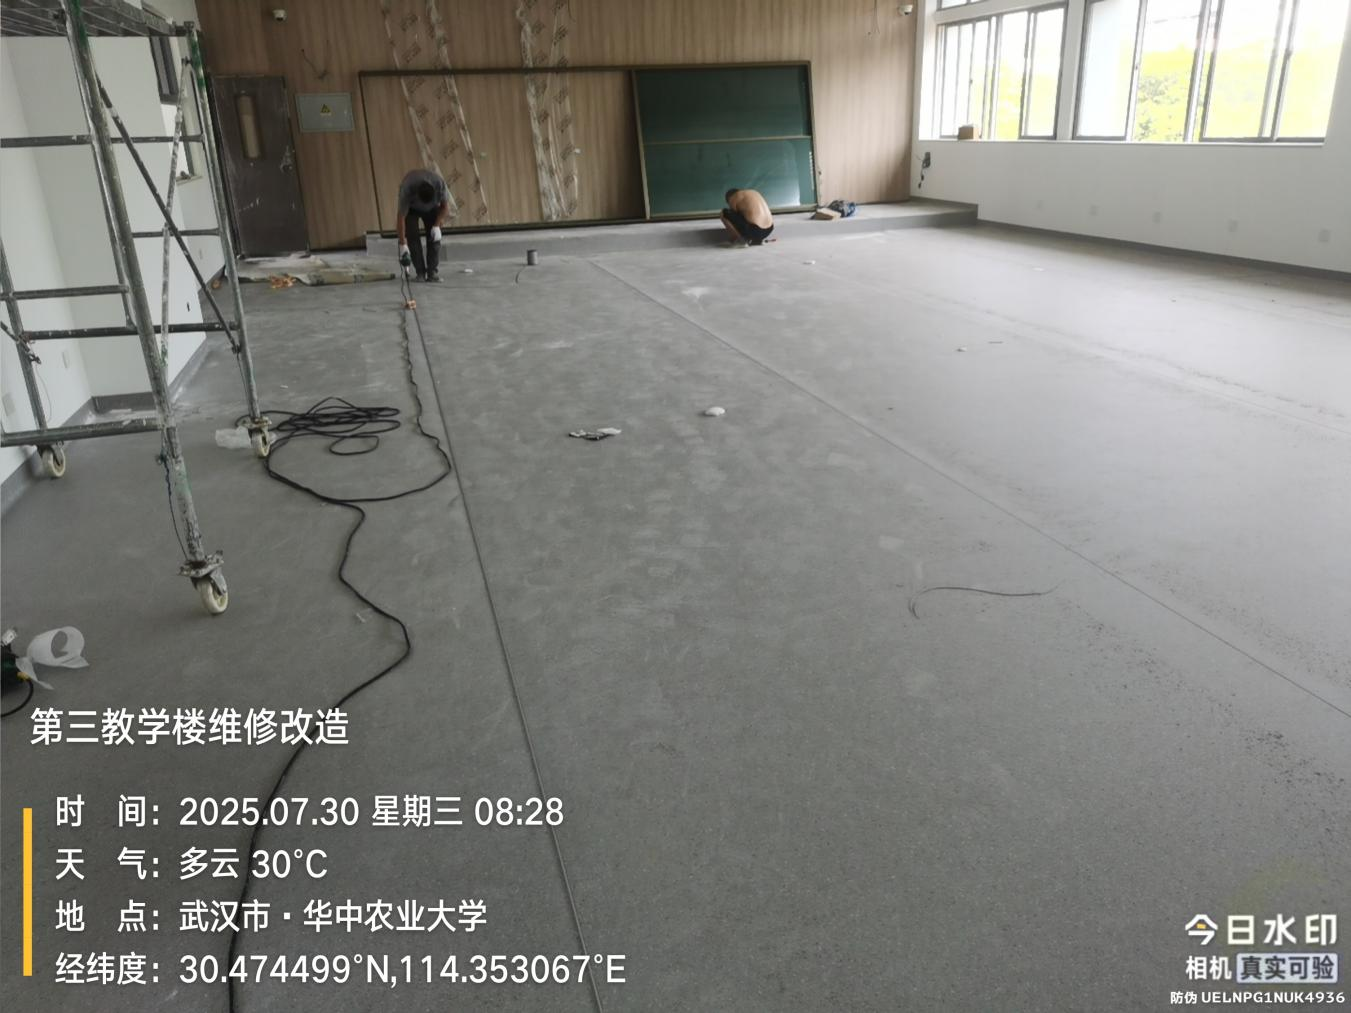 第三教学楼维修改造
时 间：2025.07.30 星期三 08:28
天 气：多云 30°C
地 点：武汉市·华中农业大学
经纬度：30.474499°N,114.353067°E
今日水印
相机 真实可验
防伪 UELNPG1NUK4936